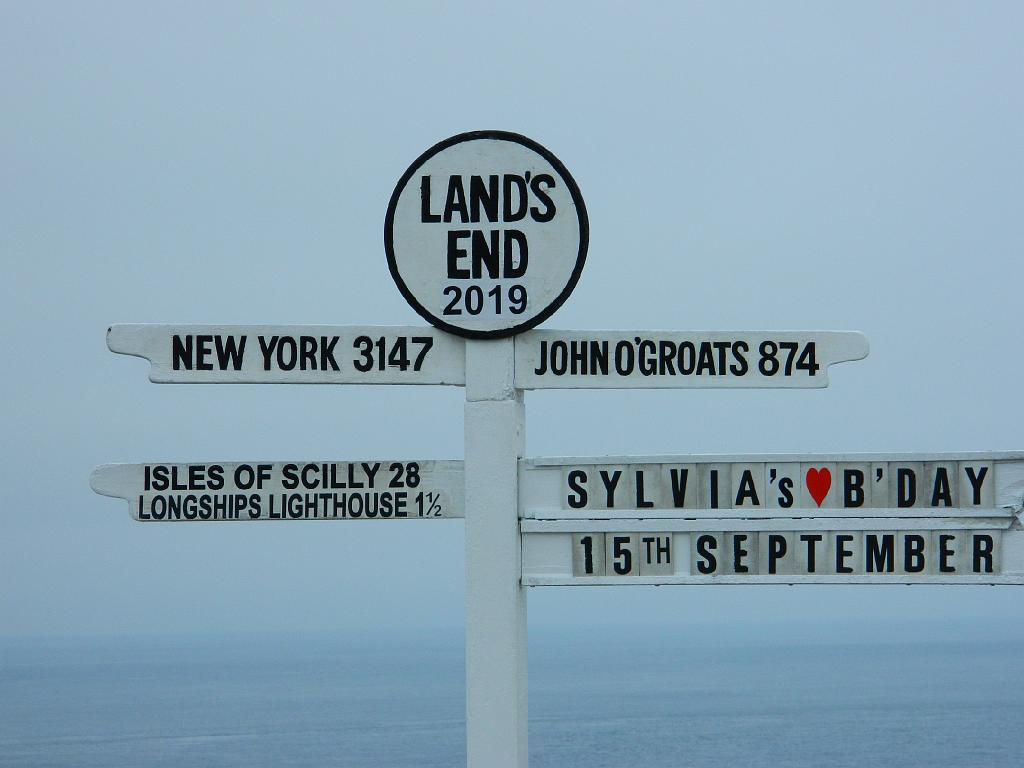 LAND'S
END
2019
NEW YORK 3147
JOHN O'GROATS 874
ISLES OF SCILLY 28
LONGSHIPS LIGHTHOUSE 1½
SYLVIA's ♥ B'DAY
15TH SEPTEMBER